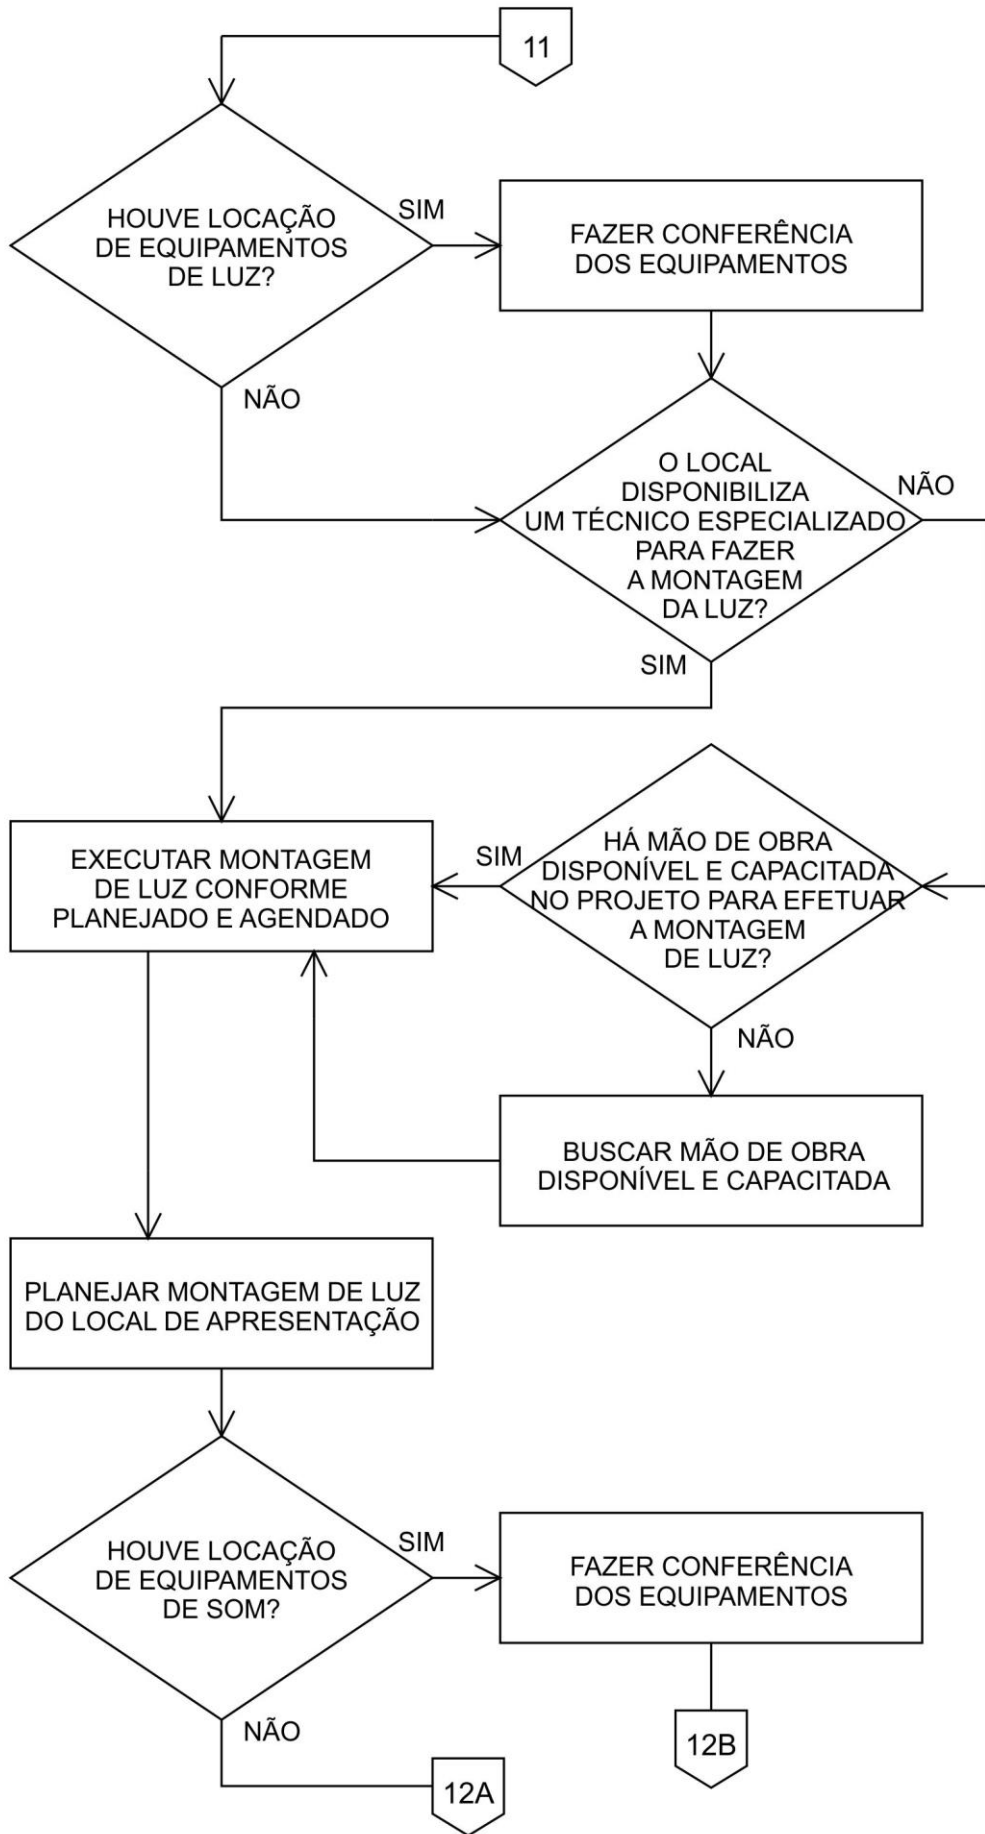 11
HOUVE LOCAÇÃO
DE EQUIPAMENTOS
DE LUZ?
SIM
FAZER CONFERÊNCIA
DOS EQUIPAMENTOS
NÃO
O LOCAL
DISPONIBILIZA
UM TÉCNICO ESPECIALIZADO
PARA FAZER
A MONTAGEM
DA LUZ?
NÃO
SIM
EXECUTAR MONTAGEM
DE LUZ CONFORME
PLANEJADO E AGENDADO
SIM
HÁ MÃO DE OBRA
DISPONÍVEL E CAPACITADA
NO PROJETO PARA EFETUAR
A MONTAGEM
DE LUZ?
NÃO
BUSCAR MÃO DE OBRA
DISPONÍVEL E CAPACITADA
PLANEJAR MONTAGEM DE LUZ
DO LOCAL DE APRESENTAÇÃO
HOUVE LOCAÇÃO
DE EQUIPAMENTOS
DE SOM?
SIM
FAZER CONFERÊNCIA
DOS EQUIPAMENTOS
NÃO
12B
12A